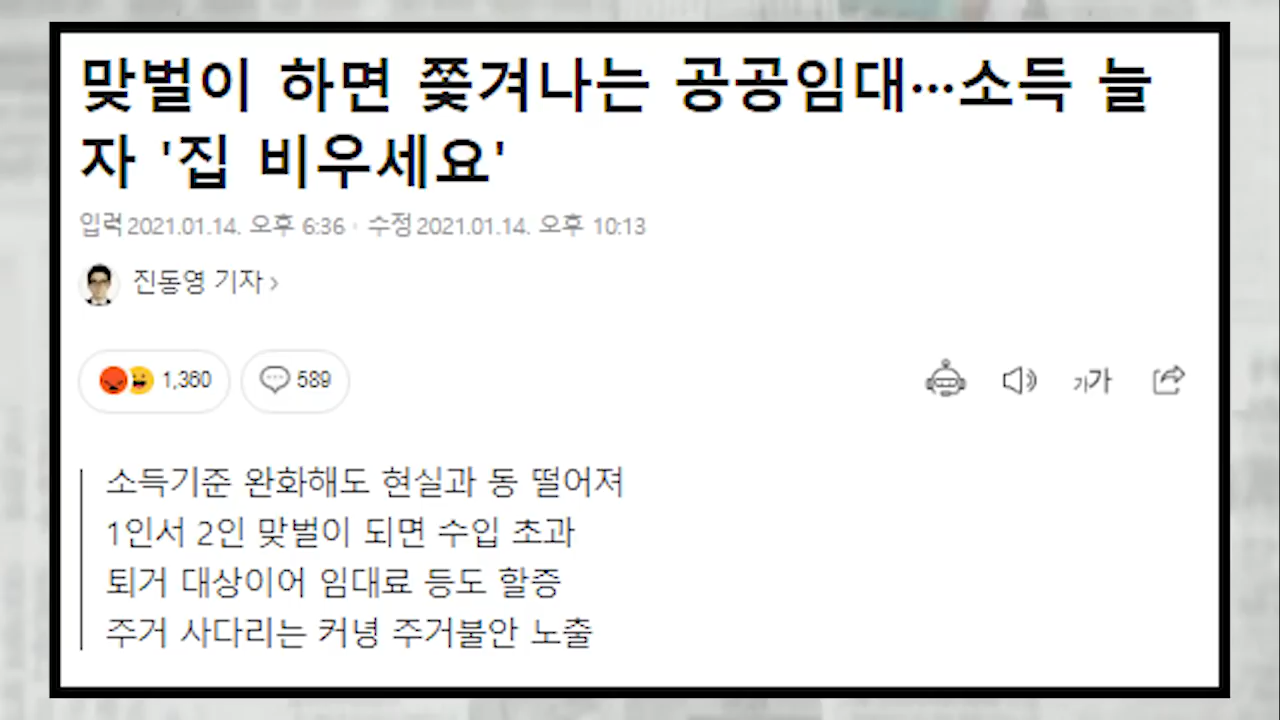 맞벌이 하면 쫓겨나는 공공임대…소득 늘
자 '집 비우세요'
입력 2021.01.14. 오후 6:36 · 수정 2021.01.14. 오후 10:13
진동영 기자 >
1,360 589 가가
소득기준 완화해도 현실과 동 떨어져
1인서 2인 맞벌이 되면 수입 초과
퇴거 대상이어 임대료 등도 할증
주거 사다리는 커녕 주거불안 노출